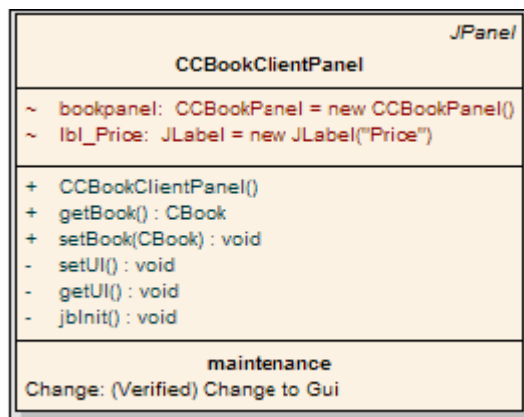 JPanel
CCBookClientPanel
~ bookpanel: CCBookPanel = new CCBookPanel()
~ lbl_Price: JLabel = new JLabel("Price")
+ CCBookClientPanel()
+ getBook() : CBook
+ setBook(CBook) : void
- setUI() : void
- getUI() : void
- jbInit() : void
maintenance
Change: (Verified) Change to Gui